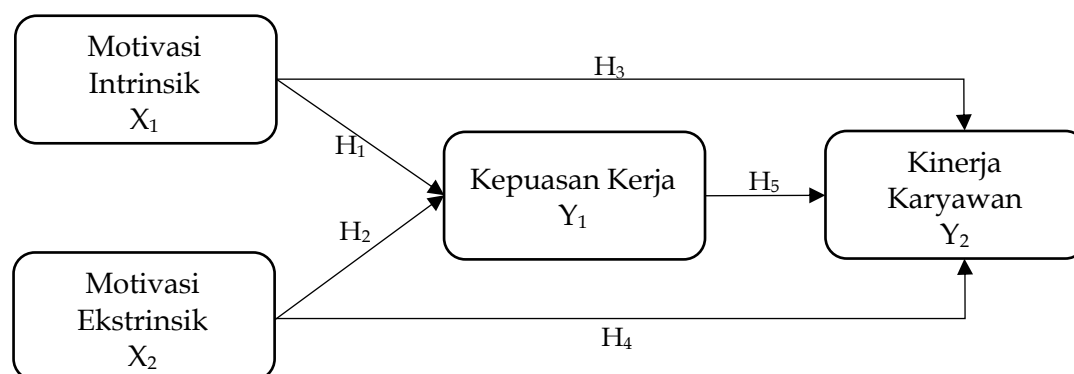 Motivasi
Intrinsik
X₁
H₃
H₁
Kepuasan Kerja
Y₁
H₅
Kinerja
Karyawan
Y₂
H₂
Motivasi
Ekstrinsik
X₂
H₄